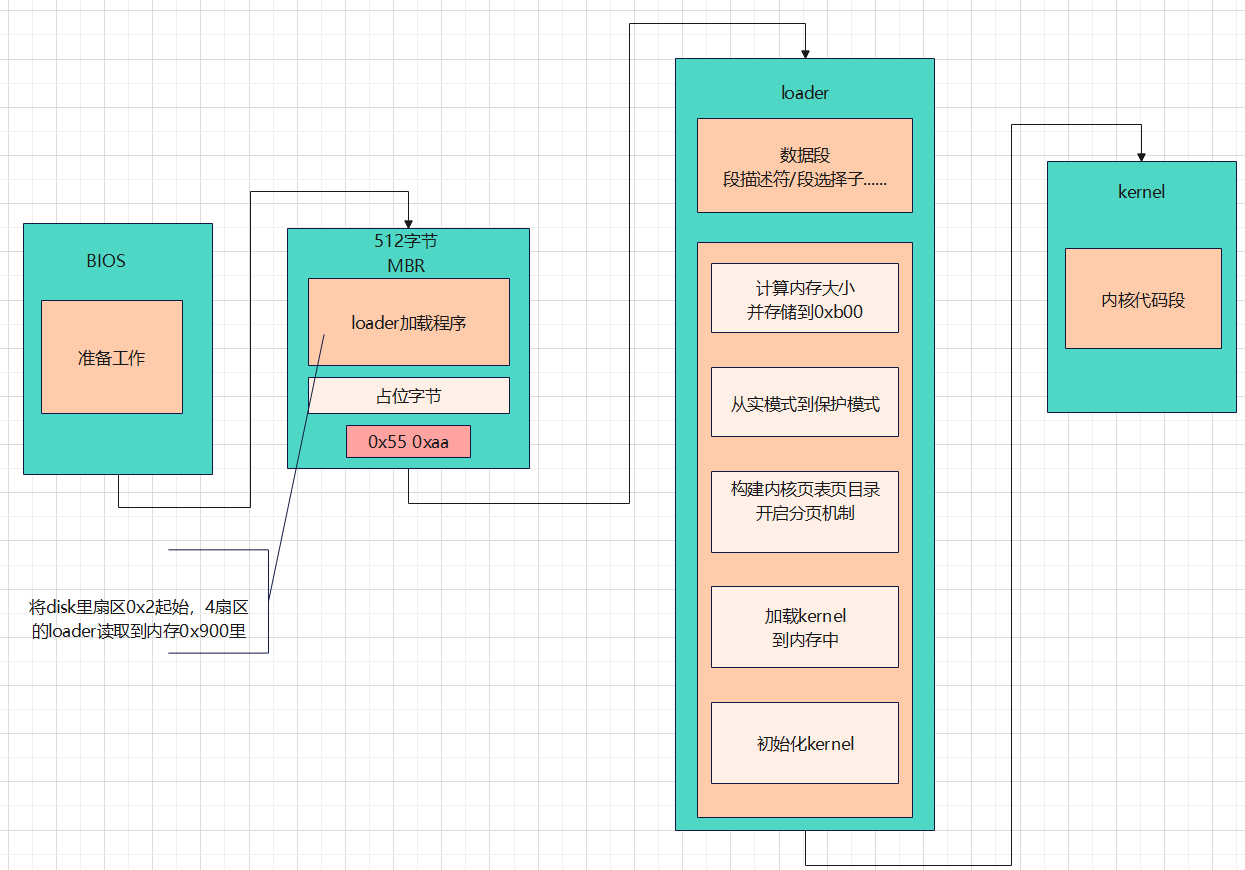 BIOS
准备工作
512字节
MBR
loader加载程序
占位字节
0x55 0xaa
将disk里扇区0x2起始，4扇区
的loader读取到内存0x900里
loader
数据段
段描述符/段选择子......
计算内存大小
并存储到0xb00
从实模式到保护模式
构建内核页表页目录
开启分页机制
加载kernel
到内存中
初始化kernel
kernel
内核代码段